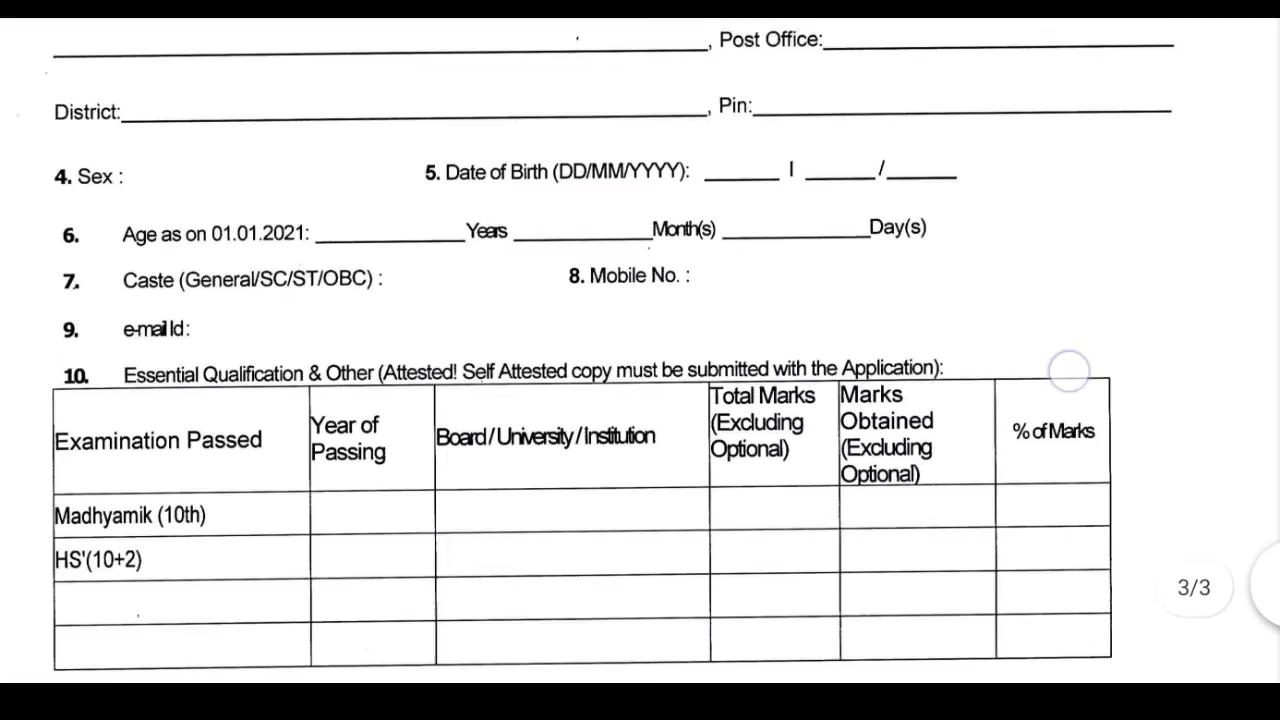 , Post Office:
District: , Pin:
4. Sex : 5. Date of Birth (DD/MM/YYYY): I /
6. Age as on 01.01.2021: Years Month(s) Day(s)
7. Caste (General/SC/ST/OBC) : 8. Mobile No. :
9. e-mail Id:
10. Essential Qualification & Other (Attested! Self Attested copy must be submitted with the Application):
Examination Passed
Year of
Passing
Board / University / Institution
Total Marks
(Excluding
Optional)
Marks
Obtained
(Excluding
Optional)
% of Marks
Madhyamik (10th)
HS'(10+2)
3/3